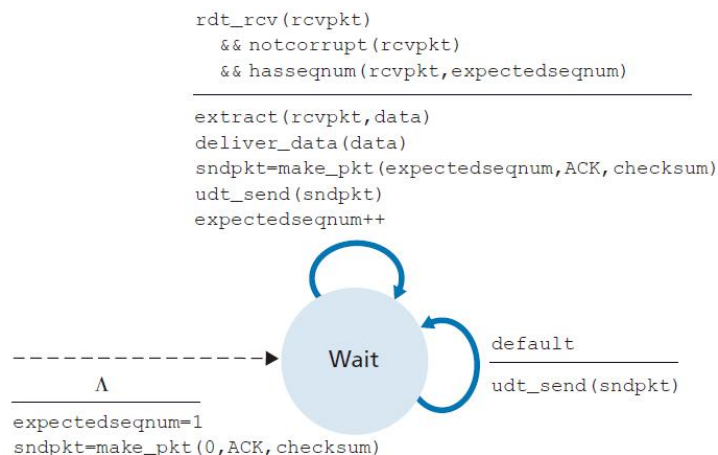 rdt_rcv(rcvpkt)
&& notcorrupt(rcvpkt)
&& hasseqnum(rcvpkt,expectedseqnum)
extract(rcvpkt,data)
deliver_data(data)
sndpkt=make_pkt(expectedseqnum,ACK,checksum)
udt_send(sndpkt)
expectedseqnum++
Wait
default
udt_send(sndpkt)
Λ
expectedseqnum=1
sndpkt=make_pkt(0,ACK,checksum)